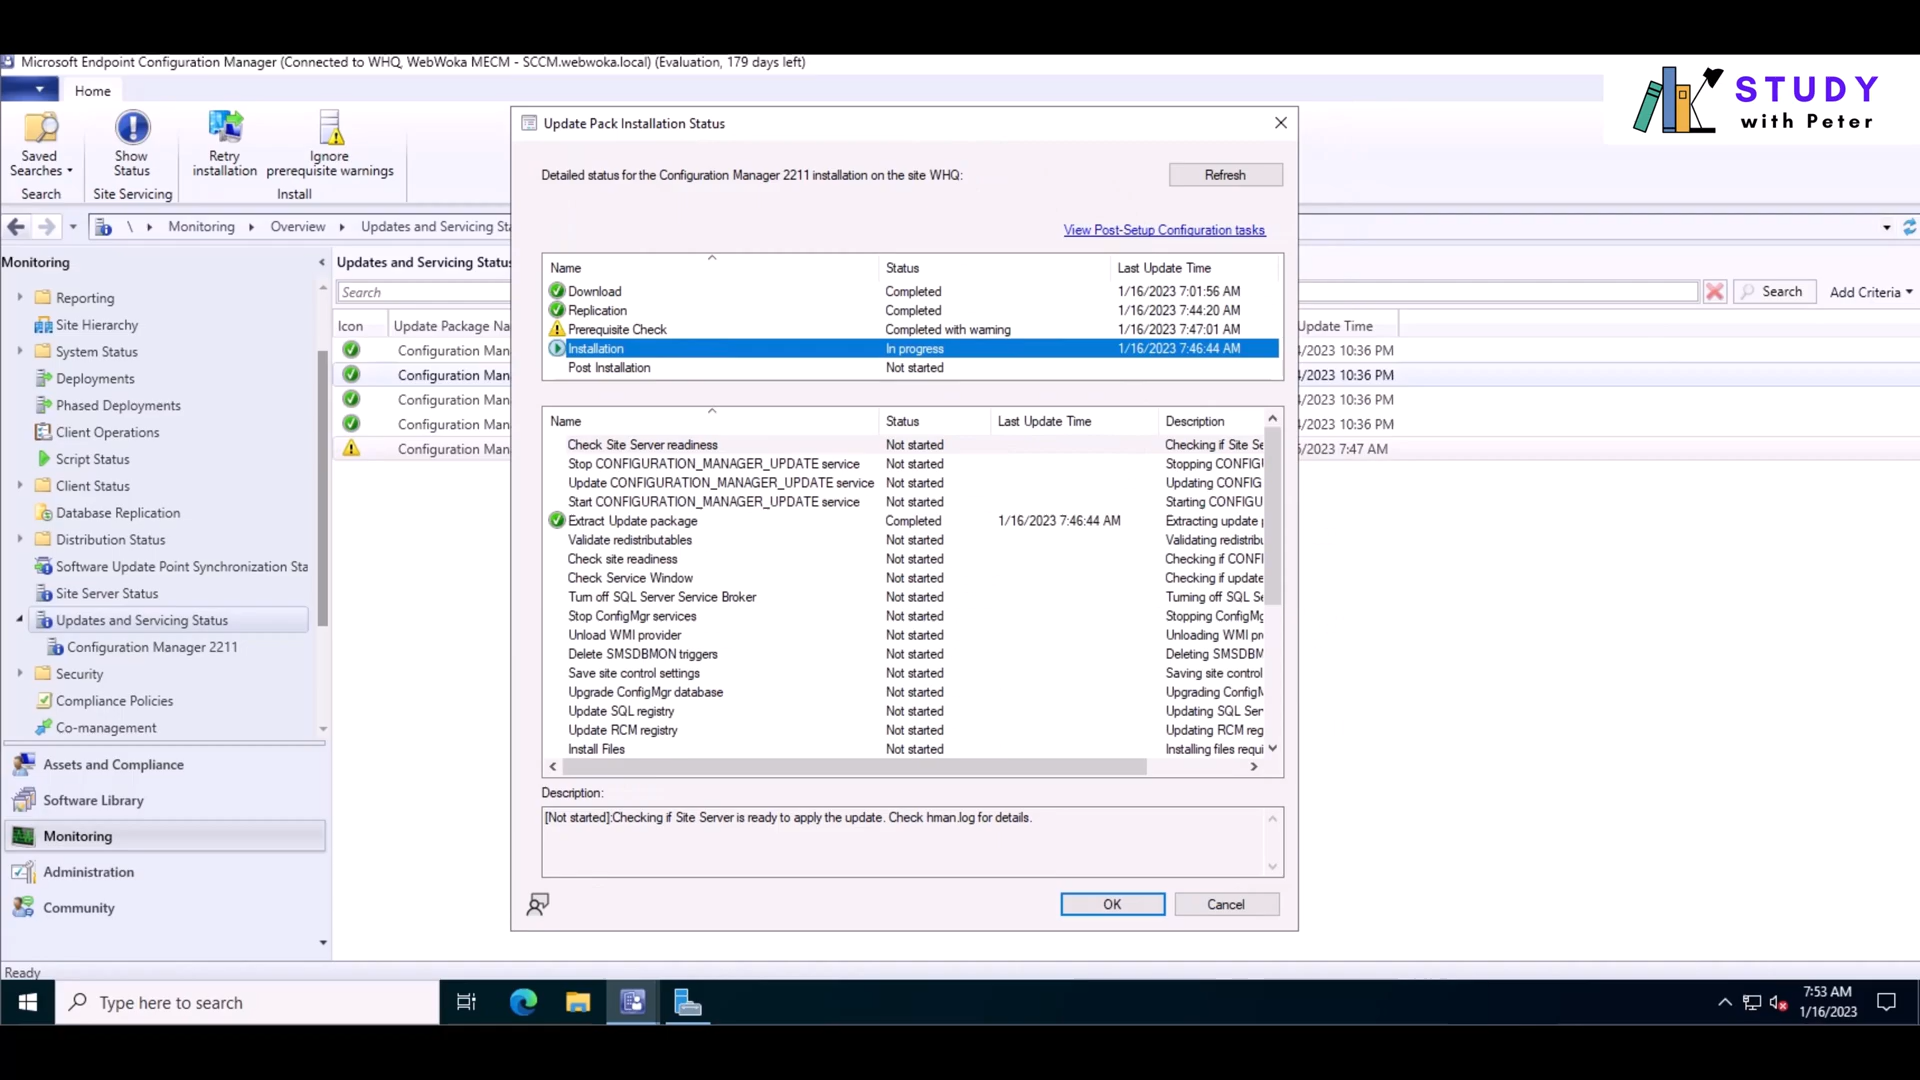 Microsoft Endpoint Configuration Manager (Connected to WHQ, WebWoka MECM - SCCM.webwoka.local) (Evaluation, 179 days left)
STUDY
with Peter
Home
Saved Searches
Show Status
Retry installation
Ignore prerequisite warnings
Search
Site Servicing
Install
\ Monitoring Overview Updates and Servicing St
Monitoring
Reporting
Site Hierarchy
System Status
Deployments
Phased Deployments
Client Operations
Script Status
Client Status
Database Replication
Distribution Status
Software Update Point Synchronization Sta
Site Server Status
Updates and Servicing Status
Configuration Manager 2211
Security
Compliance Policies
Co-management
Assets and Compliance
Software Library
Monitoring
Administration
Community
Ready
Updates and Servicing Status
Search
Search
Add Criteria
Icon Update Package Na
Update Time
Configuration Man
/2023 10:36 PM
Configuration Man
/2023 10:36 PM
Configuration Man
/2023 10:36 PM
Configuration Man
/2023 10:36 PM
Configuration Man
/2023 7:47 AM
Update Pack Installation Status
Detailed status for the Configuration Manager 2211 installation on the site WHQ:
Refresh
View Post-Setup Configuration tasks
Name Status Last Update Time
Download Completed 1/16/2023 7:01:56 AM
Replication Completed 1/16/2023 7:44:20 AM
Prerequisite Check Completed with warning 1/16/2023 7:47:01 AM
Installation In progress 1/16/2023 7:46:44 AM
Post Installation Not started
Name Status Last Update Time Description
Check Site Server readiness Not started Checking if Site Se
Stop CONFIGURATION_MANAGER_UPDATE service Not started Stopping CONFIGU
Update CONFIGURATION_MANAGER_UPDATE service Not started Updating CONFIG
Start CONFIGURATION_MANAGER_UPDATE service Not started Starting CONFIGU
Extract Update package Completed 1/16/2023 7:46:44 AM Extracting update p
Validate redistributables Not started Validating redistribu
Check site readiness Not started Checking if CONFI
Check Service Window Not started Checking if update
Turn off SQL Server Service Broker Not started Turning off SQL Se
Stop ConfigMgr services Not started Stopping ConfigMg
Unload WMI provider Not started Unloading WMI pro
Delete SMSDBMON triggers Not started Deleting SMSDBM
Save site control settings Not started Saving site control
Upgrade ConfigMgr database Not started Upgrading ConfigM
Update SQL registry Not started Updating SQL Ser
Update RCM registry Not started Updating RCM reg
Install Files Not started Installing files requi
Description:
[Not started]:Checking if Site Server is ready to apply the update. Check hman.log for details.
OK
Cancel
Type here to search
7:53 AM
1/16/2023